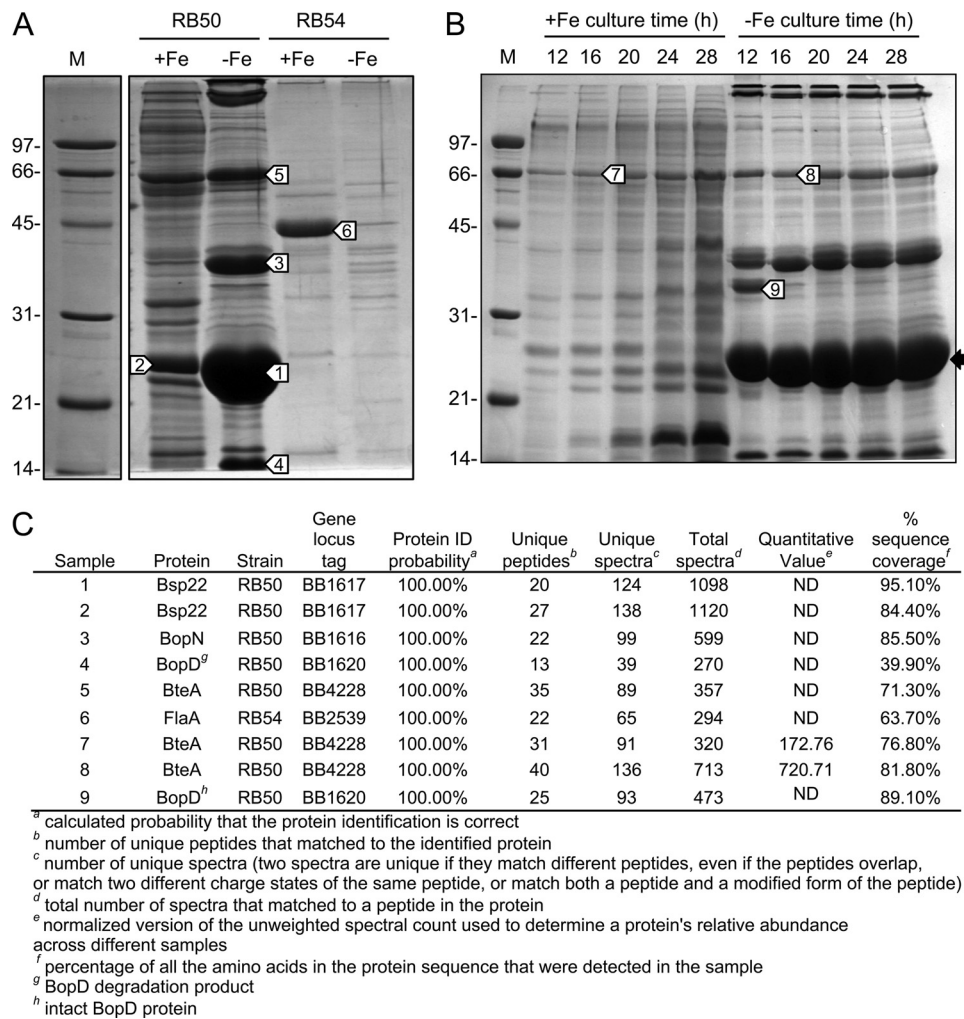 A
RB50 RB54
M +Fe -Fe +Fe -Fe
97-
66-
45-
31-
21-
14-
5
6
3
2
1
4
B
+Fe culture time (h) -Fe culture time (h)
M 12 16 20 24 28 12 16 20 24 28
97-
66-
45-
31-
21-
14-
7
8
9
C
Sample Protein Strain Gene locus tag Protein ID probability^a Unique peptides^b Unique spectra^c Total spectra^d Quantitative Value^e % sequence coverage^f
1 Bsp22 RB50 BB1617 100.00% 20 124 1098 ND 95.10%
2 Bsp22 RB50 BB1617 100.00% 27 138 1120 ND 84.40%
3 BopN RB50 BB1616 100.00% 22 99 599 ND 85.50%
4 BopD^g RB50 BB1620 100.00% 13 39 270 ND 39.90%
5 BteA RB50 BB4228 100.00% 35 89 357 ND 71.30%
6 FlaA RB54 BB2539 100.00% 22 65 294 ND 63.70%
7 BteA RB50 BB4228 100.00% 31 91 320 172.76 76.80%
8 BteA RB50 BB4228 100.00% 40 136 713 720.71 81.80%
9 BopD^h RB50 BB1620 100.00% 25 93 473 ND 89.10%
^a calculated probability that the protein identification is correct
^b number of unique peptides that matched to the identified protein
^c number of unique spectra (two spectra are unique if they match different peptides, even if the peptides overlap,
or match two different charge states of the same peptide, or match both a peptide and a modified form of the peptide)
^d total number of spectra that matched to a peptide in the protein
^e normalized version of the unweighted spectral count used to determine a protein's relative abundance
across different samples
^f percentage of all the amino acids in the protein sequence that were detected in the sample
^g BopD degradation product
^h intact BopD protein